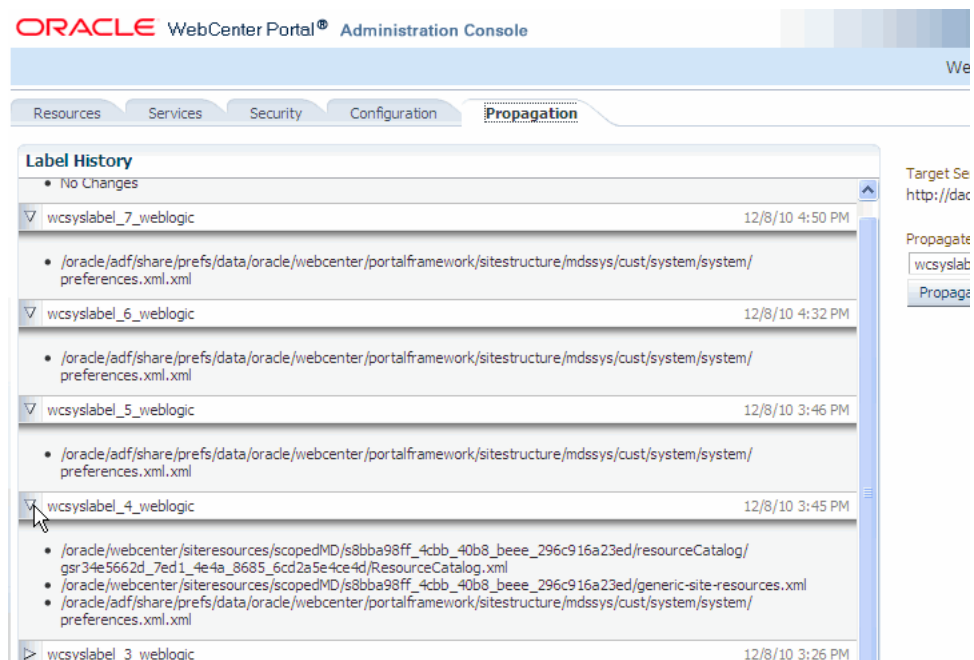 ORACLE WebCenter Portal® Administration Console
We
Resources Services Security Configuration Propagation
Label History
• No Changes
wcsyslabel_7_weblogic 12/8/10 4:50 PM
• /oracle/adf/share/prefs/data/oracle/webcenter/portalframework/sitestructure/mdssys/cust/system/system/
preferences.xml.xml
wcsyslabel_6_weblogic 12/8/10 4:32 PM
• /oracle/adf/share/prefs/data/oracle/webcenter/portalframework/sitestructure/mdssys/cust/system/system/
preferences.xml.xml
wcsyslabel_5_weblogic 12/8/10 3:46 PM
• /oracle/adf/share/prefs/data/oracle/webcenter/portalframework/sitestructure/mdssys/cust/system/system/
preferences.xml.xml
wcsyslabel_4_weblogic 12/8/10 3:45 PM
• /oracle/webcenter/siteresources/scopedMD/s8bba98ff_4cbb_40b8_beee_296c916a23ed/resourceCatalog/
gsr34e5662d_7ed1_4e4a_8685_6cd2a5e4ce4d/ResourceCatalog.xml
• /oracle/webcenter/siteresources/scopedMD/s8bba98ff_4cbb_40b8_beee_296c916a23ed/generic-site-resources.xml
• /oracle/adf/share/prefs/data/oracle/webcenter/portalframework/sitestructure/mdssys/cust/system/system/
preferences.xml.xml
wcsyslabel_3_weblogic 12/8/10 3:26 PM
Target Se
http://dad
Propagate
wcsyslab
Propaga